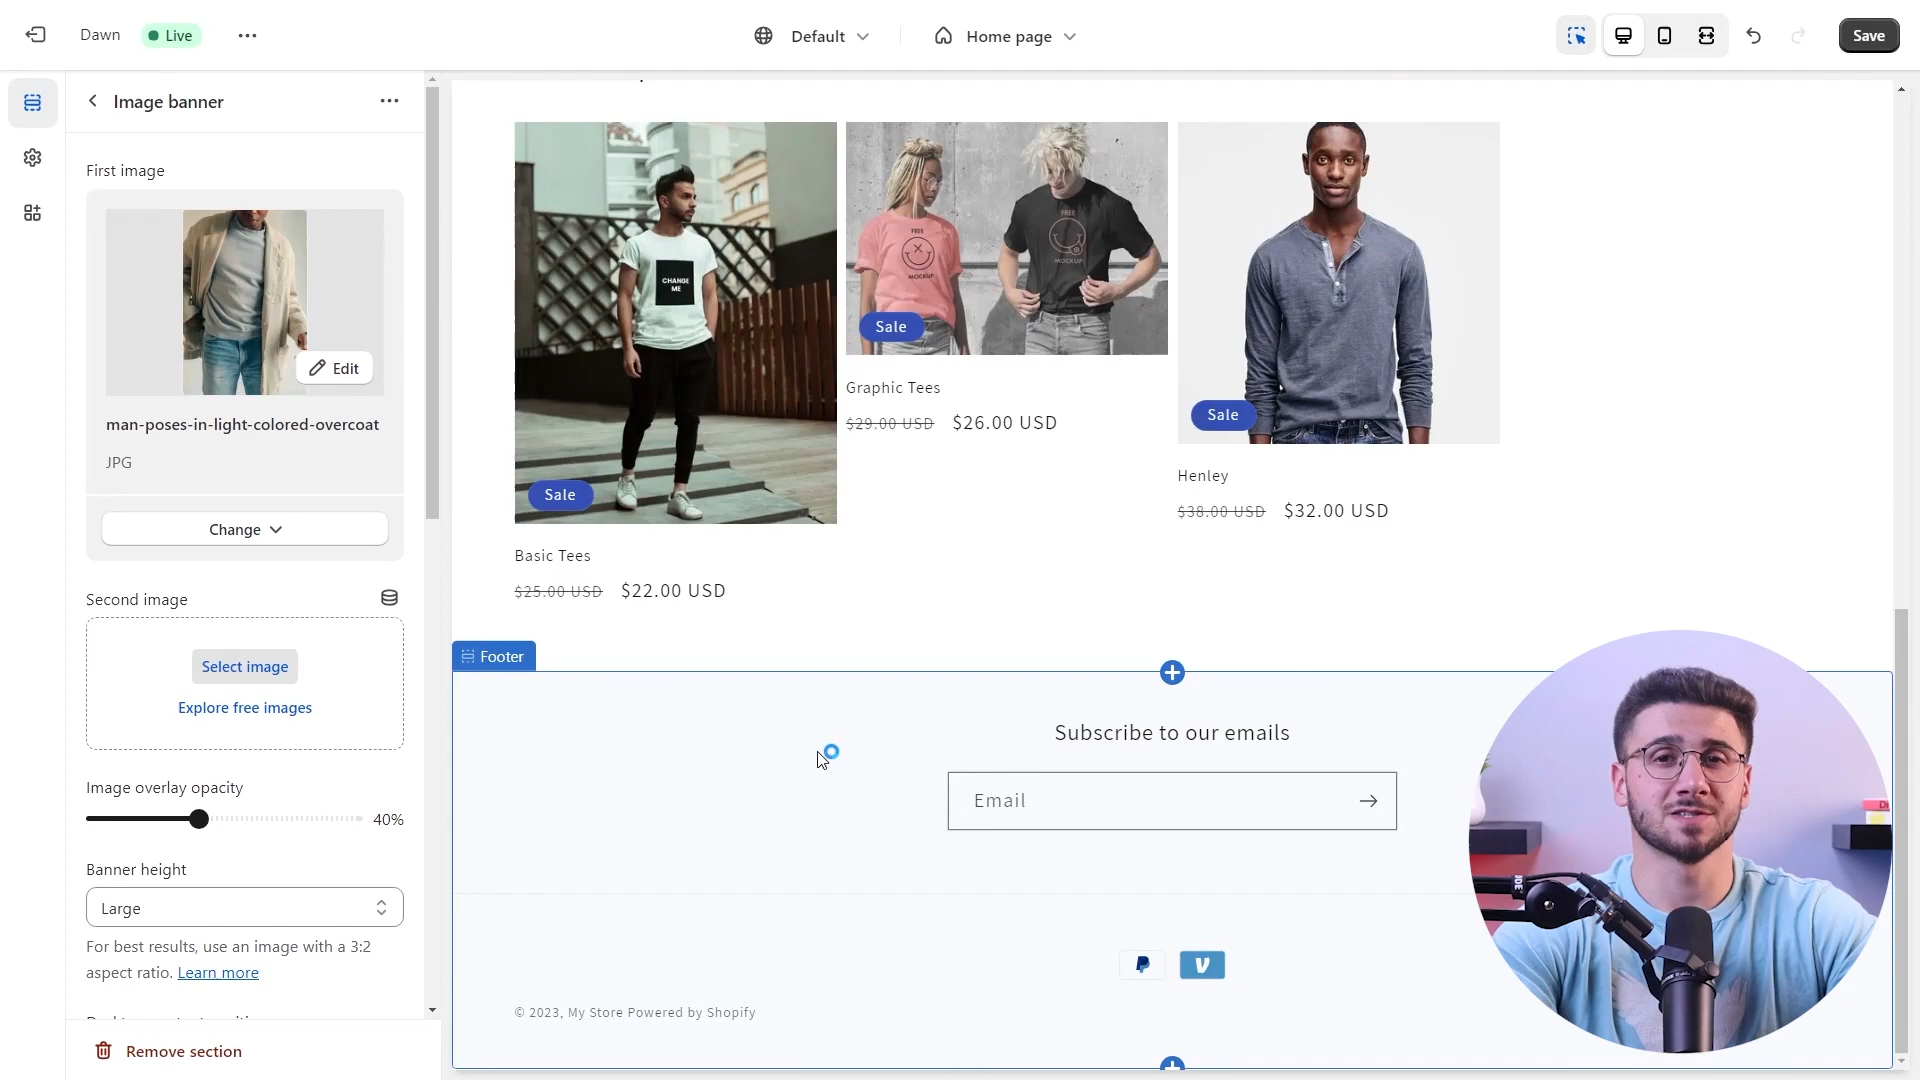 Dawn
Live
Default
Home page
Save
Image banner
First image
Edit
man-poses-in-light-colored-overcoat
JPG
Change
Second image
Select image
Explore free images
Image overlay opacity
40%
Banner height
Large
For best results, use an image with a 3:2
aspect ratio. Learn more
Remove section
CHANGE
ME
Sale
Basic Tees
$25.00 USD $22.00 USD
FREE
MOCKUP
FREE
MOCKUP
Sale
Graphic Tees
$29.00 USD $26.00 USD
Sale
Henley
$38.00 USD $32.00 USD
Footer
Subscribe to our emails
Email
© 2023, My Store Powered by Shopify